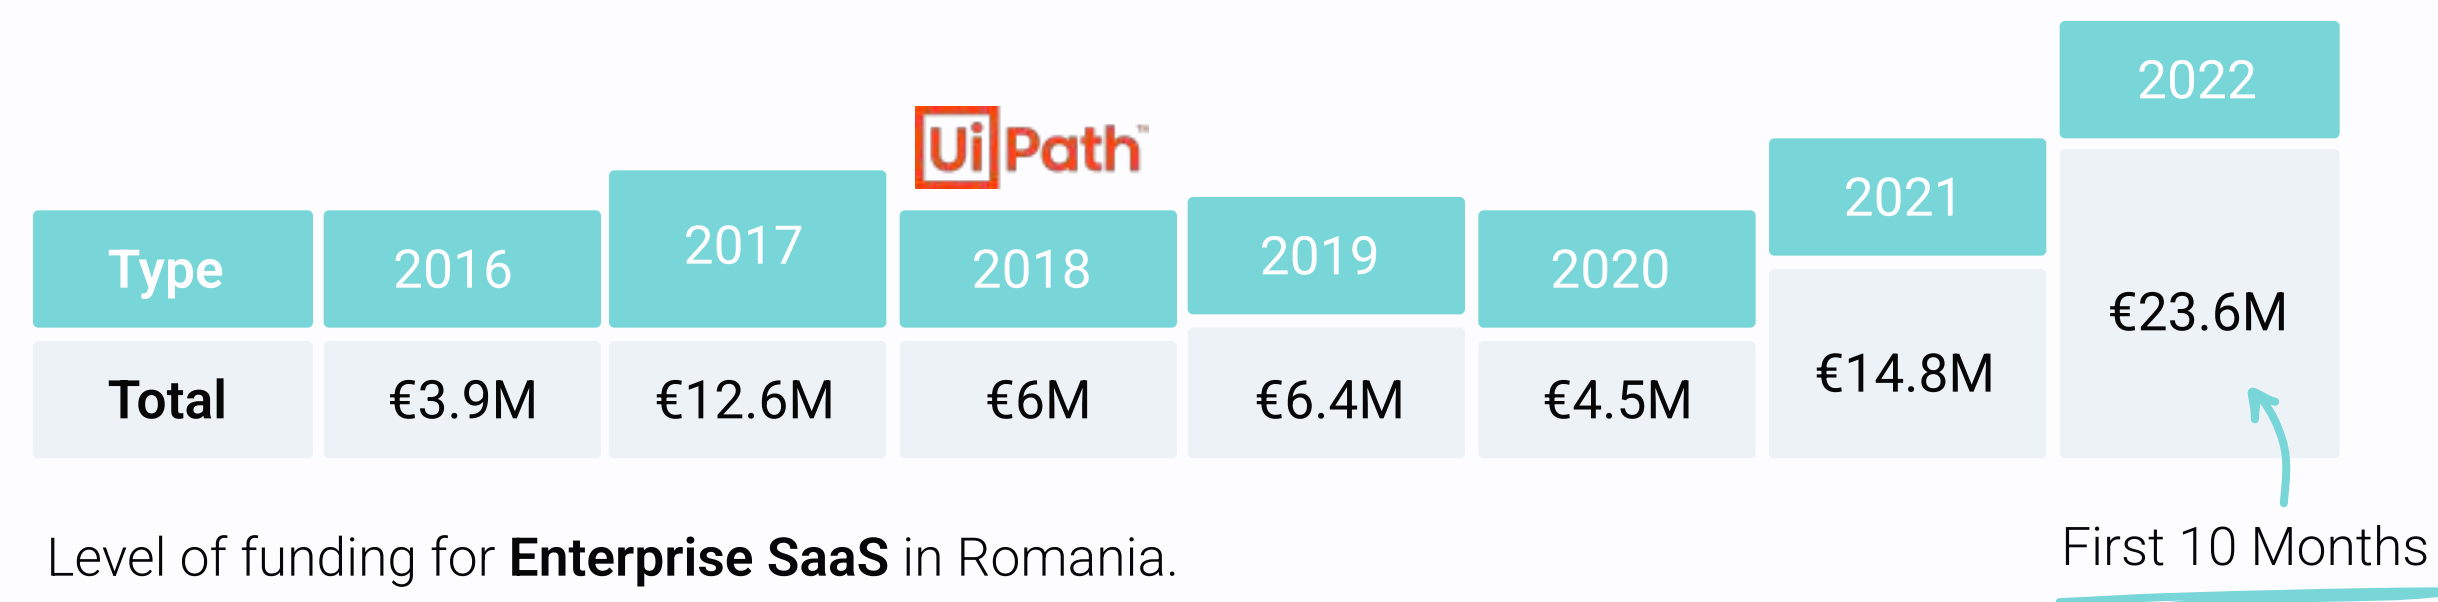 UiPath™
Type 2016 2017 2018 2019 2020 2021 2022
Total €3.9M €12.6M €6M €6.4M €4.5M €14.8M €23.6M
Level of funding for Enterprise SaaS in Romania.
First 10 Months